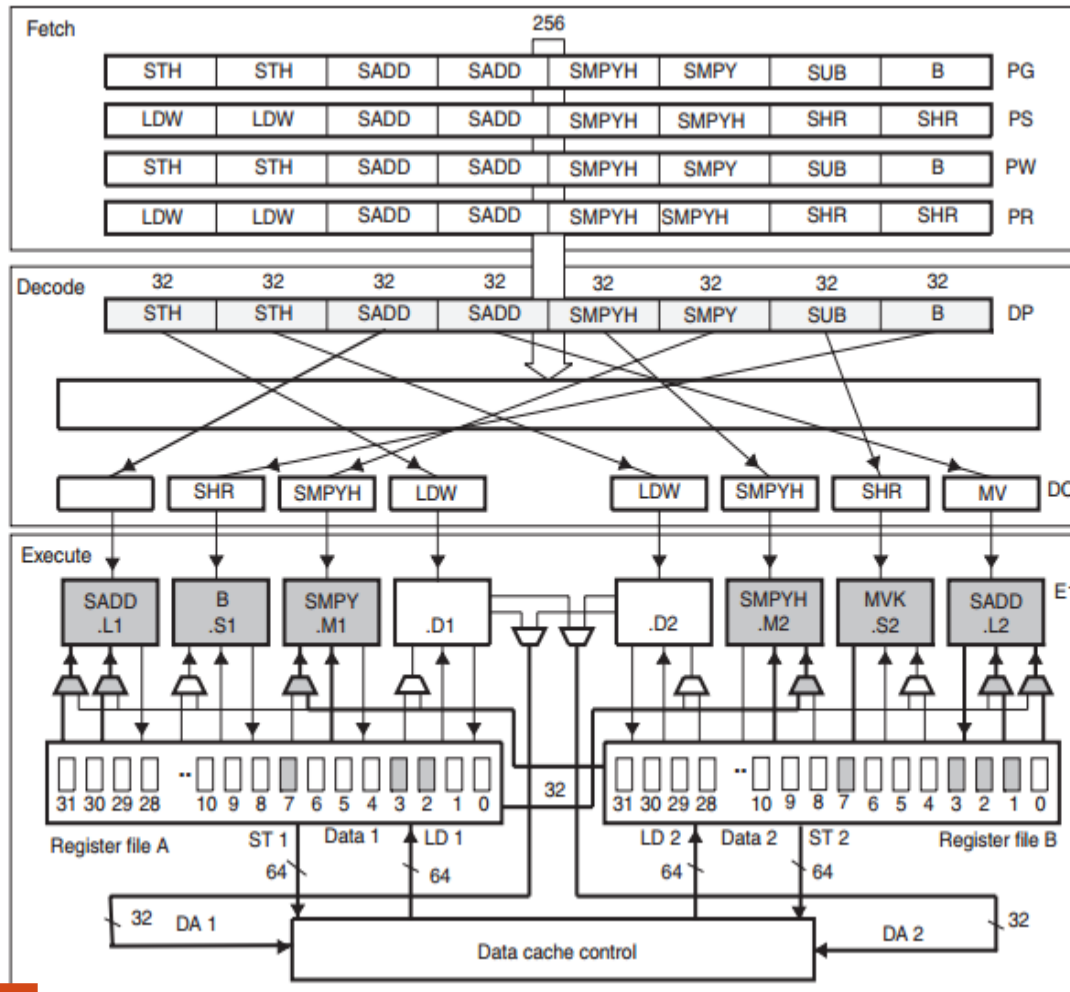 Fetch
256
STH STH SADD SADD SMPYH SMPY SUB B PG
LDW LDW SADD SADD SMPYH SMPYH SHR SHR PS
STH STH SADD SADD SMPYH SMPY SUB B PW
LDW LDW SADD SADD SMPYH SMPYH SHR SHR PR
Decode
32 32 32 32 32 32 32 32
STH STH SADD SADD SMPYH SMPY SUB B DP
SHR SMPYH LDW LDW SMPYH SHR MV
Execute
SADD B SMPY SMPYH MVK SADD
.L1 .S1 .M1 .D1 .D2 .M2 .S2 .L2
32
31 30 29 28 .. 10 9 8 7 6 5 4 3 2 1 0 31 30 29 28 .. 10 9 8 7 6 5 4 3 2 1 0
Register file A ST 1 Data 1 LD 1 LD 2 Data 2 ST 2 Register file B
64 64 64 64
32 DA 1 DA 2 32
Data cache control